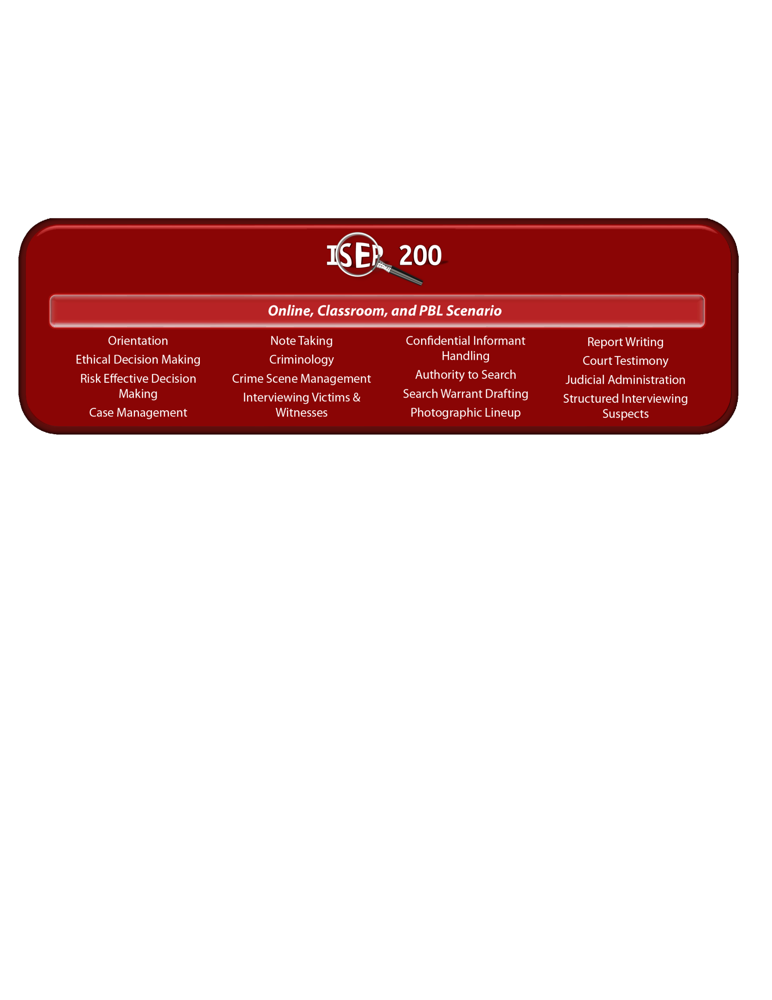 ISEP 200
Online, Classroom, and PBL Scenario
Orientation
Ethical Decision Making
Risk Effective Decision
Making
Case Management
Note Taking
Criminology
Crime Scene Management
Interviewing Victims &
Witnesses
Confidential Informant
Handling
Authority to Search
Search Warrant Drafting
Photographic Lineup
Report Writing
Court Testimony
Judicial Administration
Structured Interviewing
Suspects